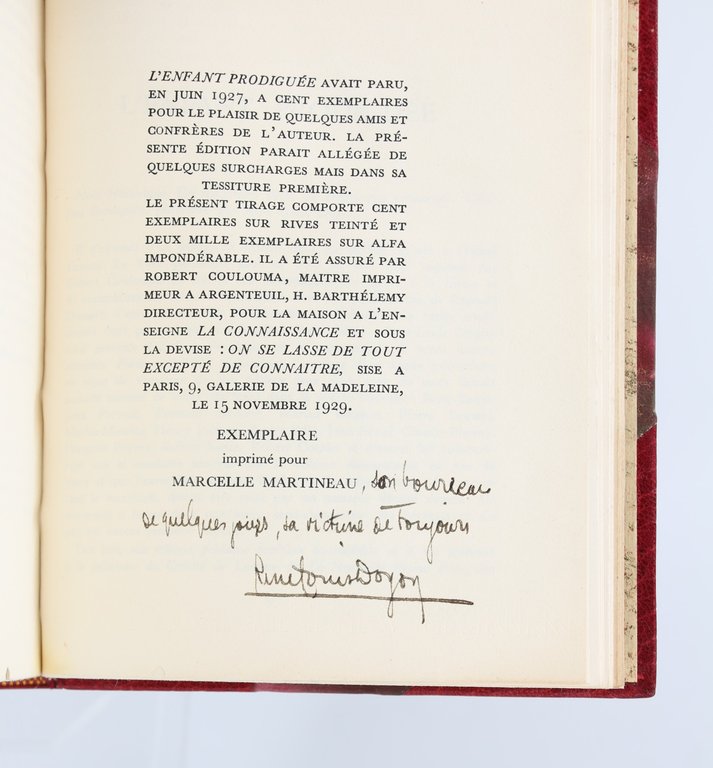 L'ENFANT PRODIGUÉE AVAIT PARU,
EN JUIN 1927, A CENT EXEMPLAIRES
POUR LE PLAISIR DE QUELQUES AMIS ET
CONFRÈRES DE L'AUTEUR. LA PRÉ-
SENTE ÉDITION PARAIT ALLÉGÉE DE
QUELQUES SURCHARGES MAIS DANS SA
TESSITURE PREMIÈRE.
LE PRÉSENT TIRAGE COMPORTE CENT
EXEMPLAIRES SUR RIVES TEINTÉ ET
DEUX MILLE EXEMPLAIRES SUR ALFA
IMPONDÉRABLE. IL A ÉTÉ ASSURÉ PAR
ROBERT COULOUMA, MAITRE IMPRI-
MEUR A ARGENTEUIL, H. BARTHÉLEMY
DIRECTEUR, POUR LA MAISON A L'EN-
SEIGNE LA CONNAISSANCE ET SOUS
LA DEVISE : ON SE LASSE DE TOUT
EXCEPTÉ DE CONNAITRE, SISE A
PARIS, 9, GALERIE DE LA MADELEINE,
LE 15 NOVEMBRE 1929.
EXEMPLAIRE
imprimé pour
MARCELLE MARTINEAU, son bourreau
de quelques jours, sa victime de toujours
René Louis Doyon